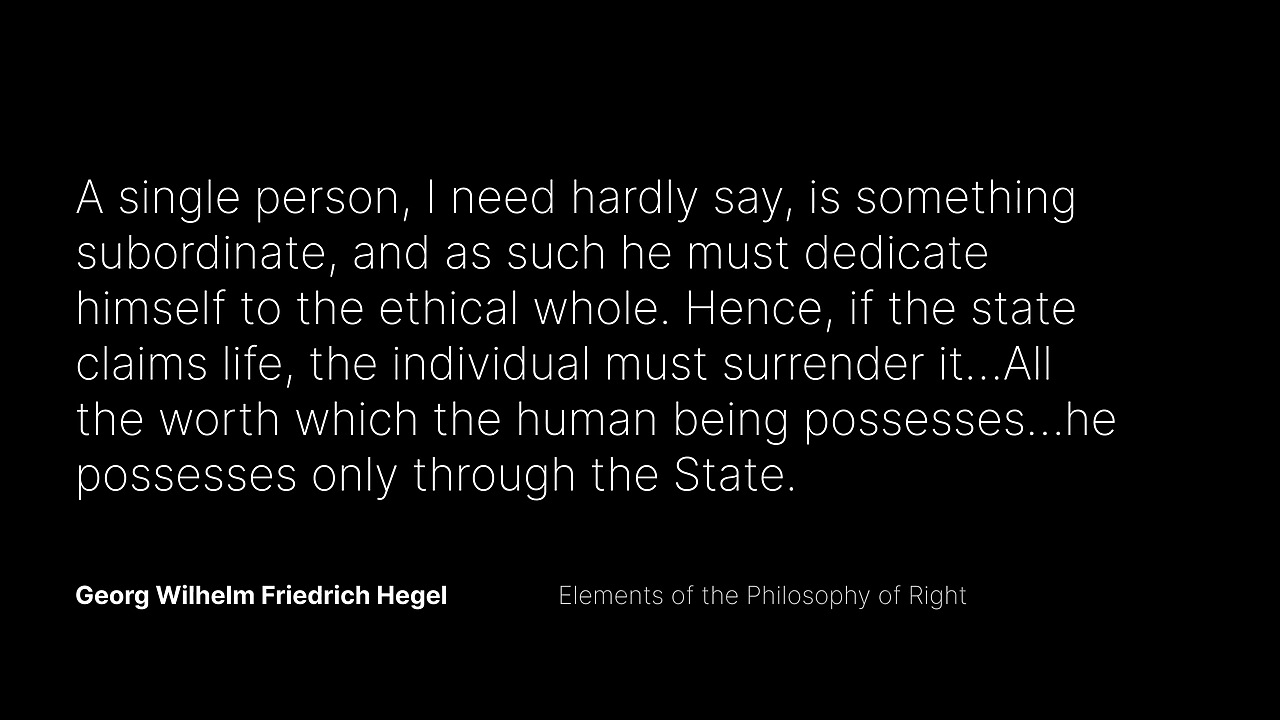 A single person, I need hardly say, is something
subordinate, and as such he must dedicate
himself to the ethical whole. Hence, if the state
claims life, the individual must surrender it...All
the worth which the human being possesses...he
possesses only through the State.
Georg Wilhelm Friedrich Hegel
Elements of the Philosophy of Right